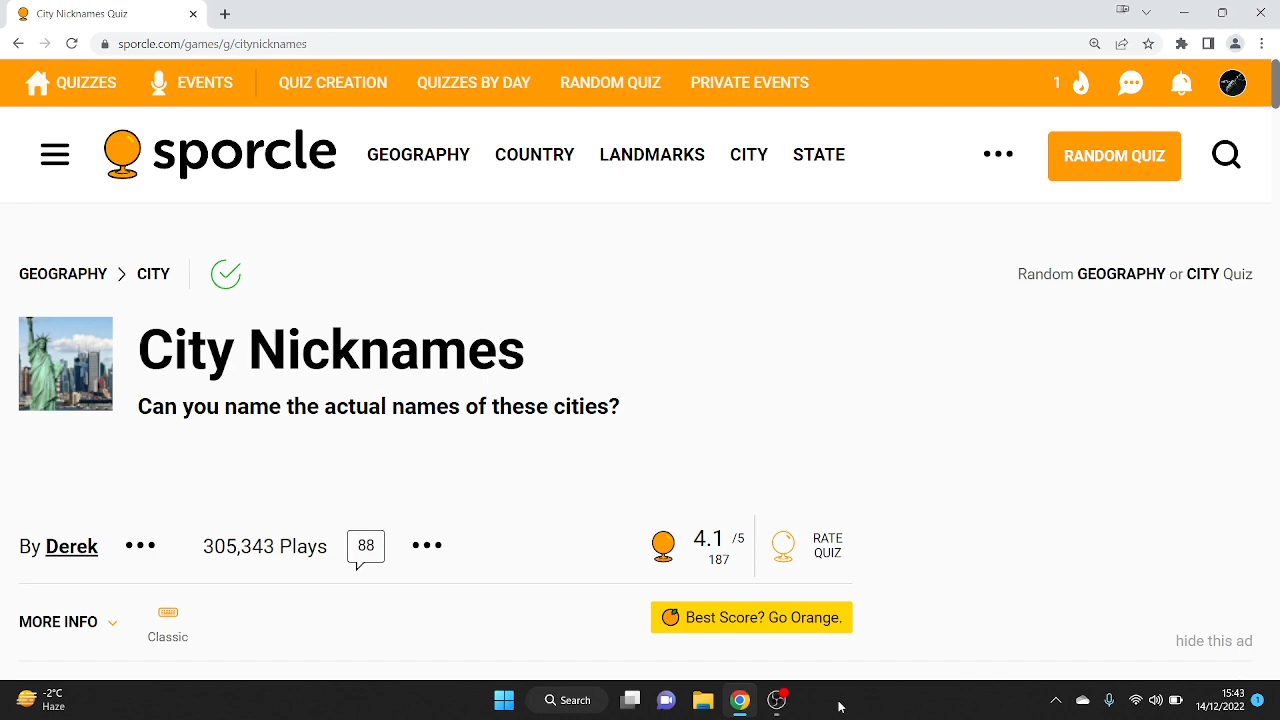 City Nicknames Quiz
sporcle.com/games/g/citynicknames
QUIZZES EVENTS QUIZ CREATION QUIZZES BY DAY RANDOM QUIZ PRIVATE EVENTS 1
sporcle GEOGRAPHY COUNTRY LANDMARKS CITY STATE RANDOM QUIZ
GEOGRAPHY CITY Random GEOGRAPHY or CITY Quiz
City Nicknames
Can you name the actual names of these cities?
By Derek 305,343 Plays 88 4.1 /5 187 RATE QUIZ
MORE INFO Classic Best Score? Go Orange.
hide this ad
-2°C Haze Search 15:43 14/12/2022 1